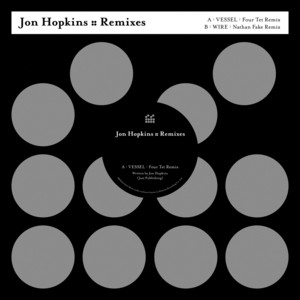 Jon Hopkins :: Remixes
A · VESSEL · Four Tet Remix
B · WIRE · Nathan Fake Remix
Jon Hopkins :: Remixes
A · VESSEL · Four Tet Remix
Written by Jon Hopkins
(Just Publishing)